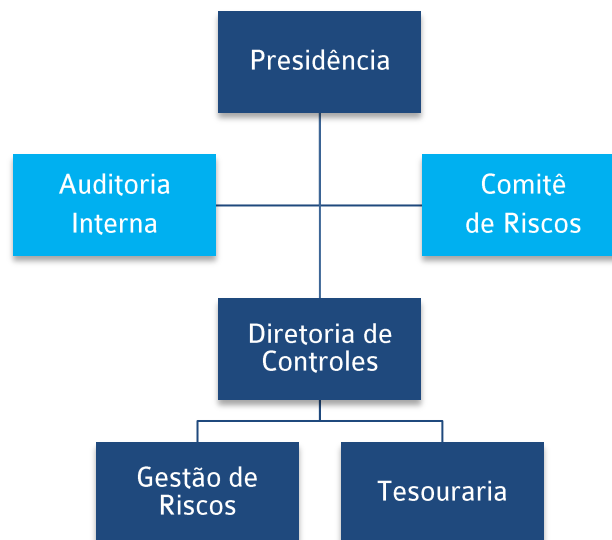 Presidência
Auditoria
Interna
Comitê
de Riscos
Diretoria de
Controles
Gestão de
Riscos
Tesouraria